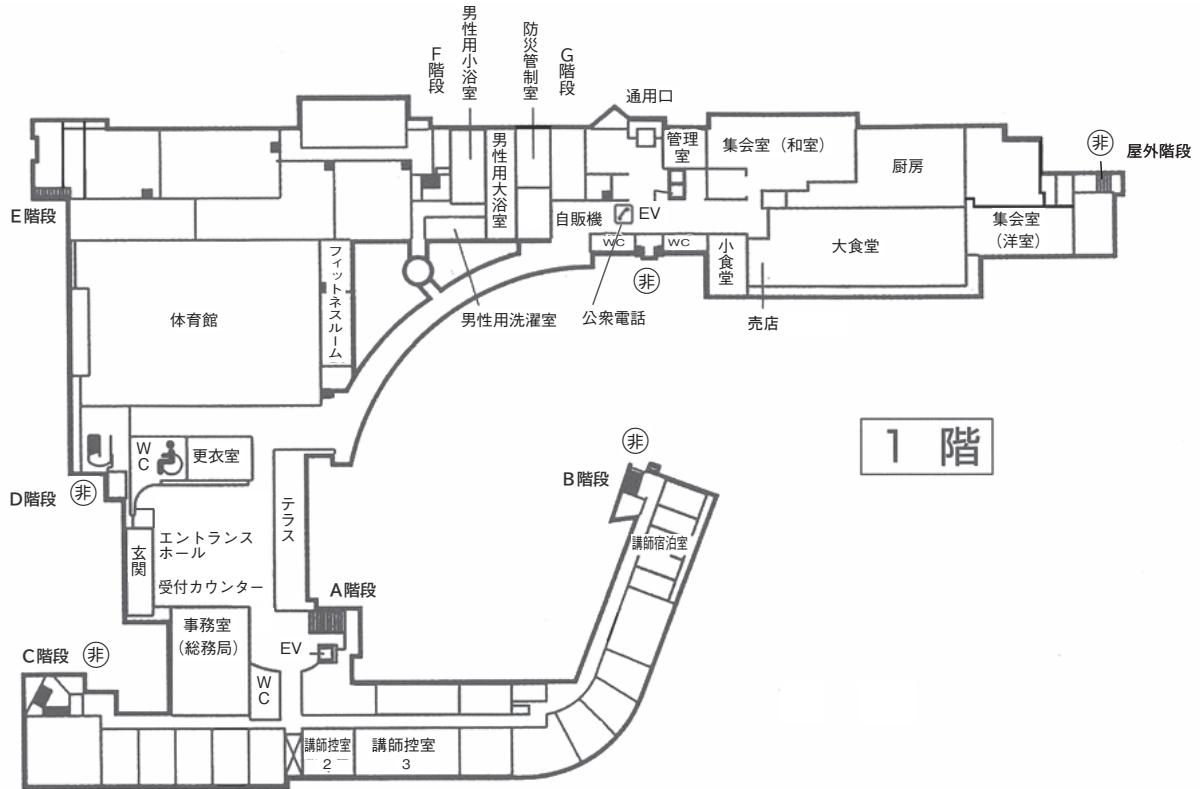 男性用小浴室
防災管制室
F階段
G階段
通用口
管理室
集会室（和室）
厨房
非
屋外階段
男性用大浴室
E階段
自販機
EV
WC
WC
小食堂
大食堂
集会室
（洋室）
フィットネスルーム
非
体育館
男性用洗濯室
公衆電話
売店
1 階
WC
更衣室
非
B階段
D階段
非
テラス
講師宿泊室
エントランス
ホール
玄関
受付カウンター
A階段
事務室
（総務局）
EV
C階段
非
WC
講師控室
2
講師控室
3